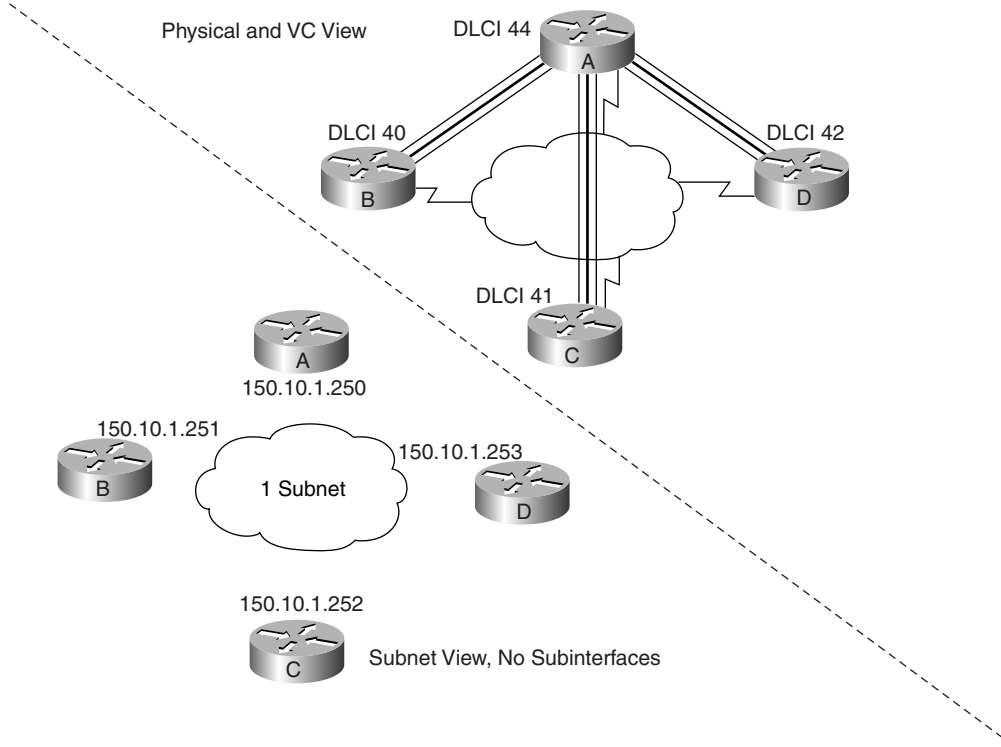 Physical and VC View
DLCI 44
A
DLCI 40
B
DLCI 42
D
DLCI 41
C
A
150.10.1.250
150.10.1.251
B
1 Subnet
150.10.1.253
D
150.10.1.252
C
Subnet View, No Subinterfaces